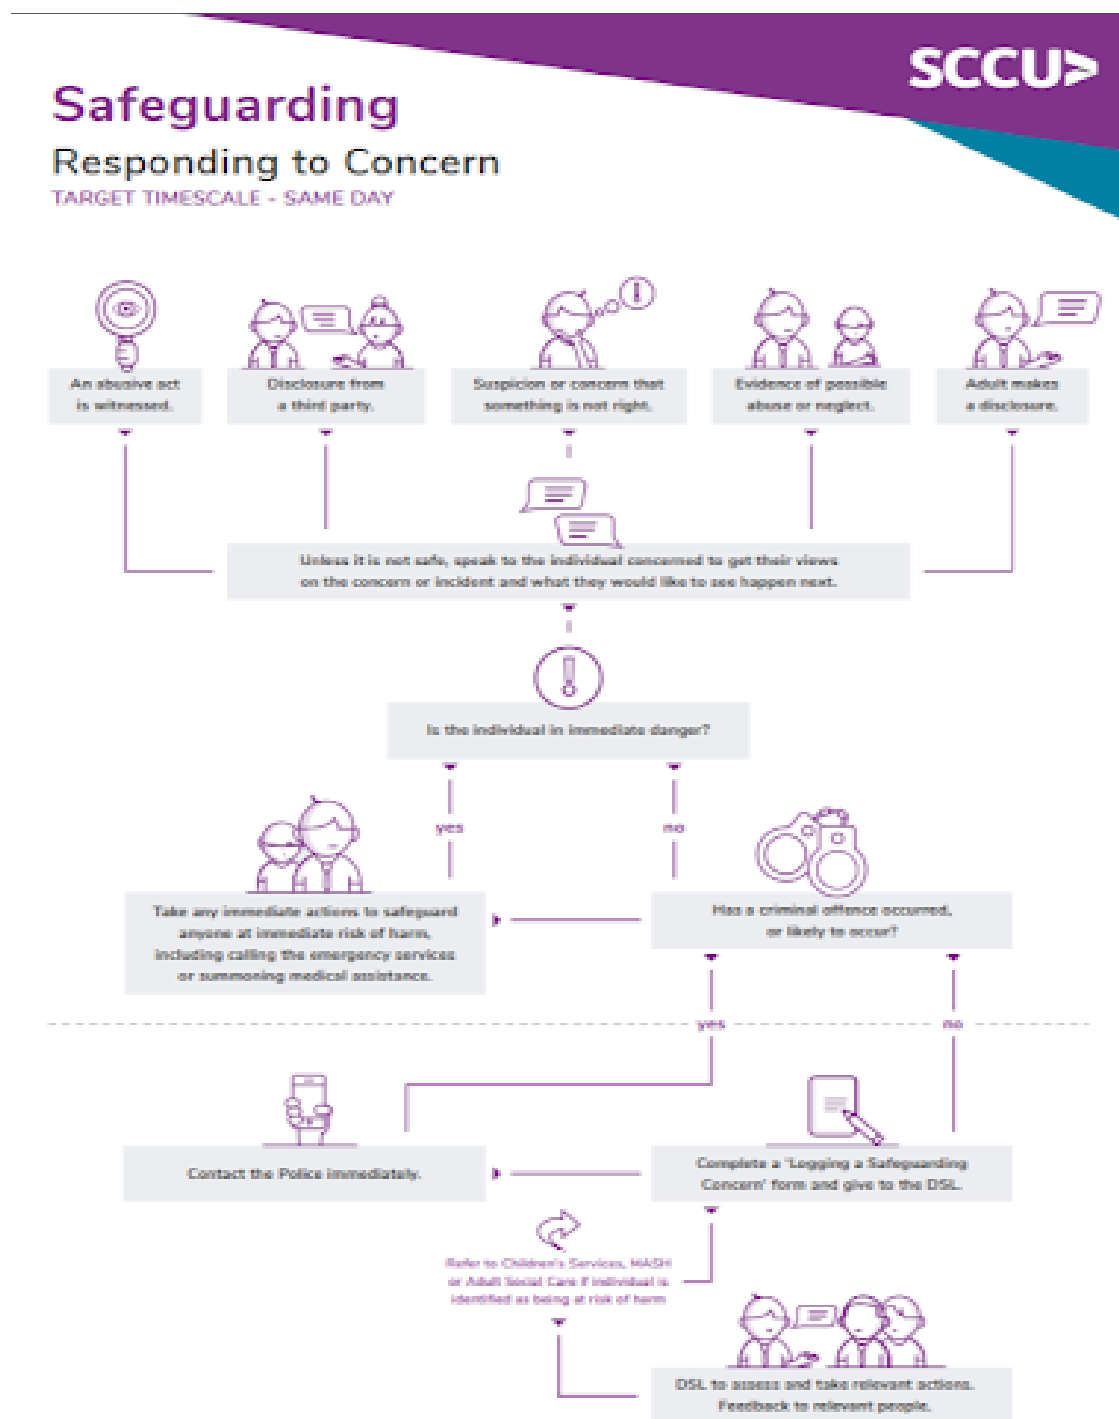 SCCU>
Safeguarding
Responding to Concern
TARGET TIMESCALE - SAME DAY
An abusive act
is witnessed.
Disclosure from
a third party.
Suspicion or concern that
something is not right.
Evidence of possible
abuse or neglect.
Adult makes
a disclosure.
Unless it is not safe, speak to the individual concerned to get their views
on the concern or incident and what they would like to see happen next.
Is the individual in immediate danger?
yes
no
Take any immediate actions to safeguard
anyone at immediate risk of harm,
including calling the emergency services
or summoning medical assistance.
Has a criminal offence occurred,
or likely to occur?
yes
no
Contact the Police immediately.
Complete a 'Logging a Safeguarding
Concern' form and give to the DSL.
Refer to Children's Services, MASH
or Adult Social Care if individual is
identified as being at risk of harm
DSL to assess and take relevant actions.
Feedback to relevant people.